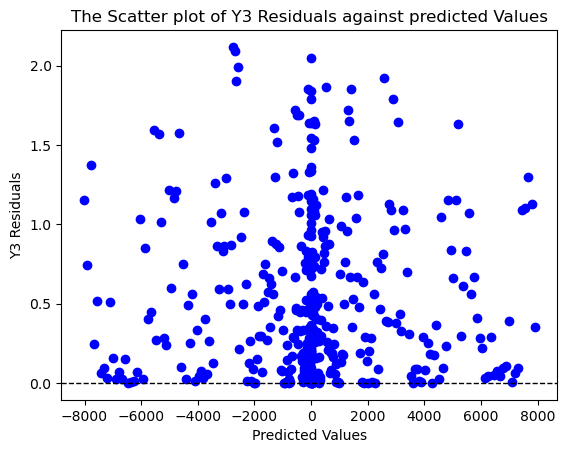 The Scatter plot of Y3 Residuals against predicted Values
2.0
1.5
1.0
0.5
0.0
Y3 Residuals
−8000 −6000 −4000 −2000 0 2000 4000 6000 8000
Predicted Values